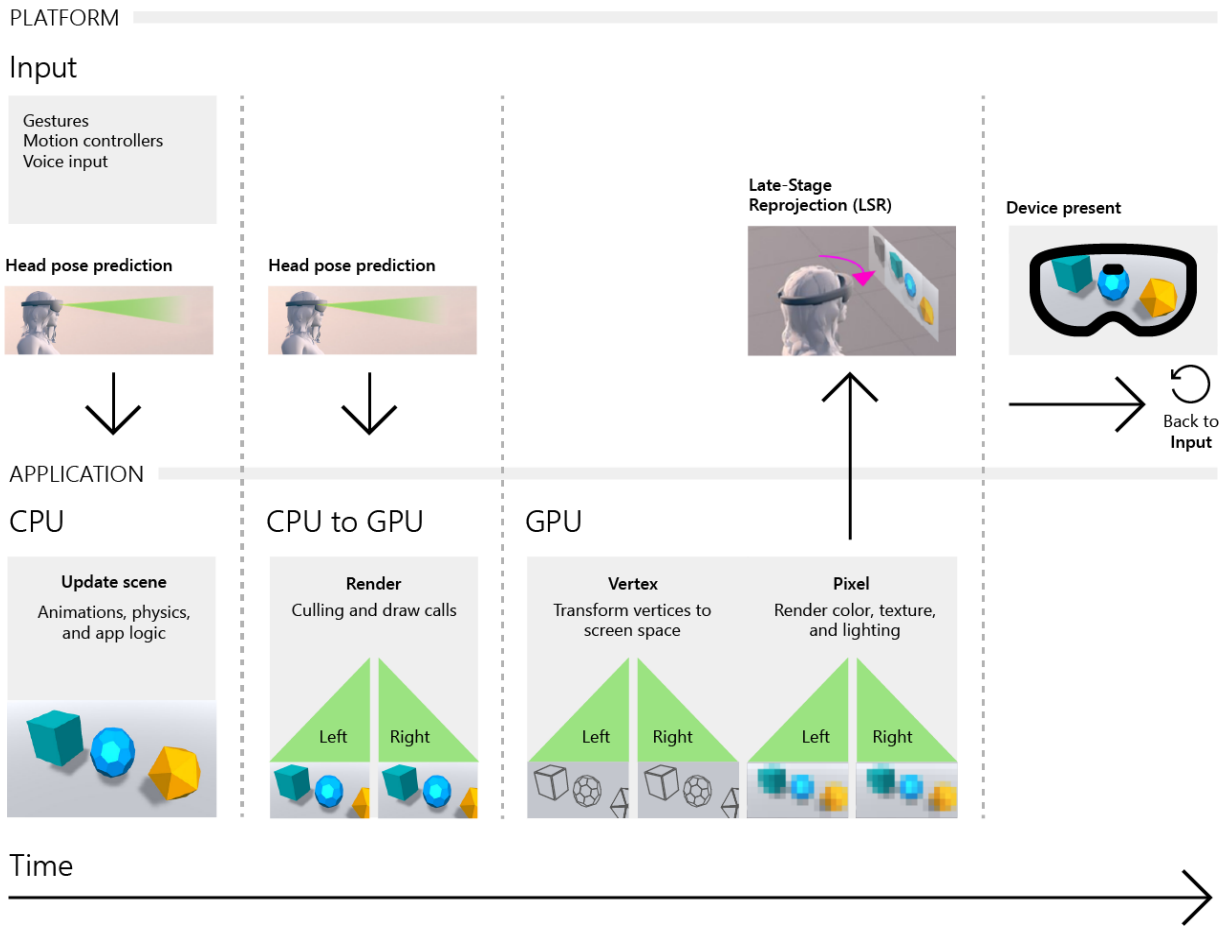 PLATFORM
Input
Gestures
Motion controllers
Voice input
Head pose prediction
Head pose prediction
Late-Stage
Reprojection (LSR)
Device present
Back to
Input
APPLICATION
CPU
CPU to GPU
GPU
Update scene
Animations, physics,
and app logic
Render
Culling and draw calls
Left
Right
Vertex
Transform vertices to
screen space
Left
Right
Pixel
Render color, texture,
and lighting
Left
Right
Time